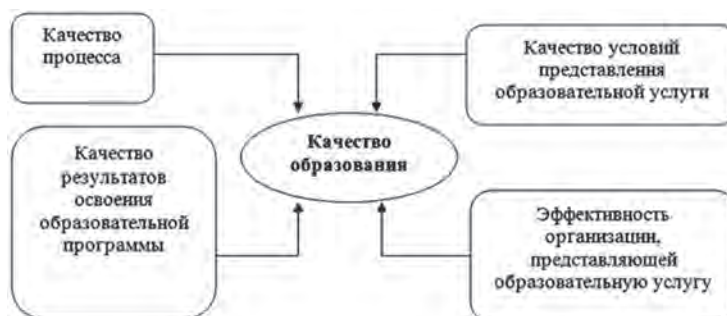 Качество
процесса
Качество условий
представления
образовательной услуги
Качество
образования
Качество
результатов
освоения
образовательной
программы
Эффективность
организации,
представляющей
образовательную услугу